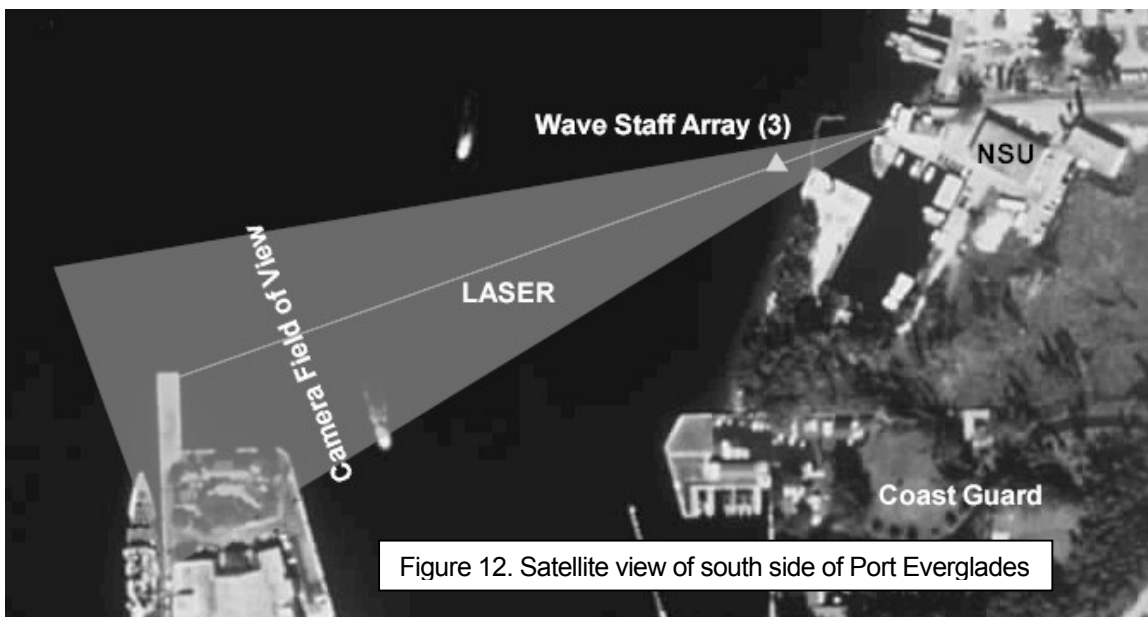 Wave Staff Array (3)
NSU
Camera Field of View
LASER
Coast Guard
Figure 12. Satellite view of south side of Port Everglades